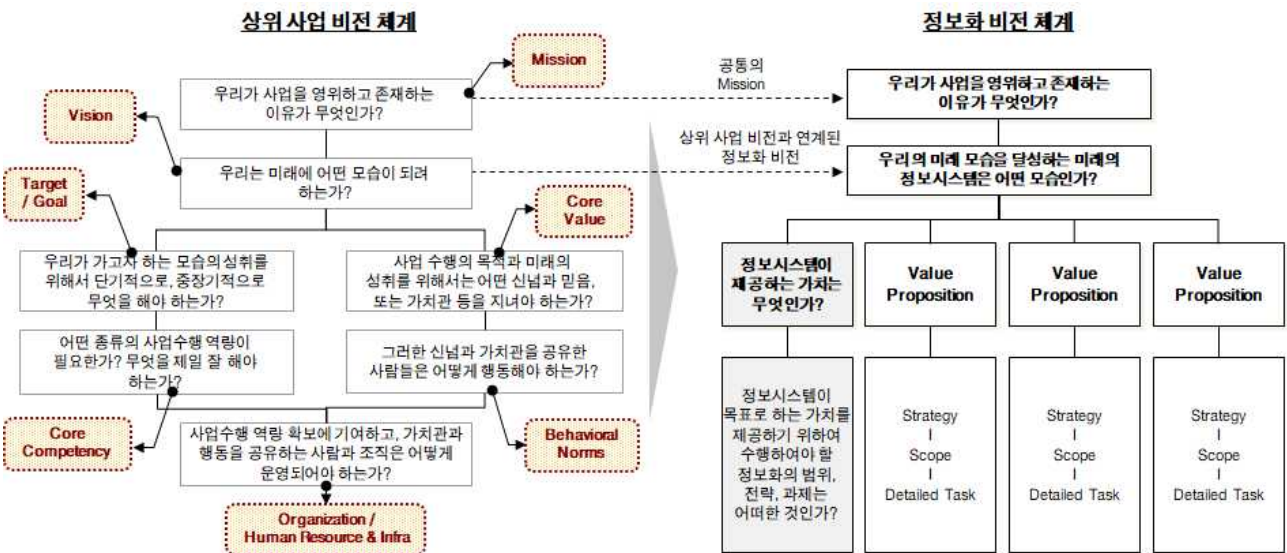 상위 사업 비전 체계
Mission
우리가 사업을 영위하고 존재하는
이유가 무엇인가?
Vision
우리는 미래에 어떤 모습이 되려
하는가?
Target
/ Goal
Core
Value
우리가 가고자 하는 모습의 성취를
위해서 단기적으로, 중장기적으로
무엇을 해야 하는가?
사업 수행의 목적과 미래의
성취를 위해서는 어떤 신념과 믿음,
또는 가치관 등을 지녀야 하는가?
어떤 종류의 사업수행 역량이
필요한가? 무엇을 제일 잘 해야
하는가?
그러한 신념과 가치관을 공유한
사람들은 어떻게 행동해야 하는가?
Core
Competency
사업수행 역량 확보에 기여하고, 가치관과
행동을 공유하는 사람과 조직은 어떻게
운영되어야 하는가?
Behavioral
Norms
Organization /
Human Resource & Infra
공통의
Mission
상위 사업 비전과 연계된
정보화 비전
정보화 비전 체계
우리가 사업을 영위하고 존재하는
이유가 무엇인가?
우리의 미래 모습을 달성하는 미래의
정보시스템은 어떤 모습인가?
정보시스템이
제공하는 가치는
무엇인가?
Value
Proposition
Value
Proposition
Value
Proposition
정보시스템이
목표로 하는 가치를
제공하기 위하여
수행하여야 할
정보화의 범위,
전략, 과제는
어떠한 것인가?
Strategy
Scope
Detailed Task
Strategy
Scope
Detailed Task
Strategy
Scope
Detailed Task